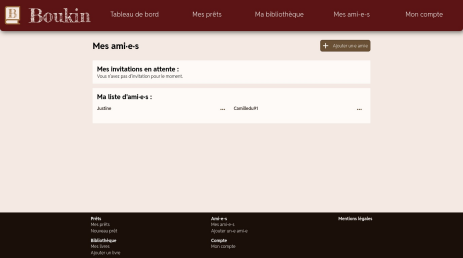 B Boukin
Tableau de bord Mes prêts Ma bibliothèque Mes ami·e·s Mon compte
Mes ami·e·s
+ Ajouter un·e ami·e
Mes invitations en attente :
Vous n'avez pas d'invitation pour le moment.
Ma liste d'ami·e·s :
Justine ... Camilledu91 ...
Prêts Ami·e·s Mentions légales
Mes prêts Mes ami·e·s
Nouveau prêt Ajouter un·e ami·e
Bibliothèque Compte
Mes livres Mon compte
Ajouter un livre